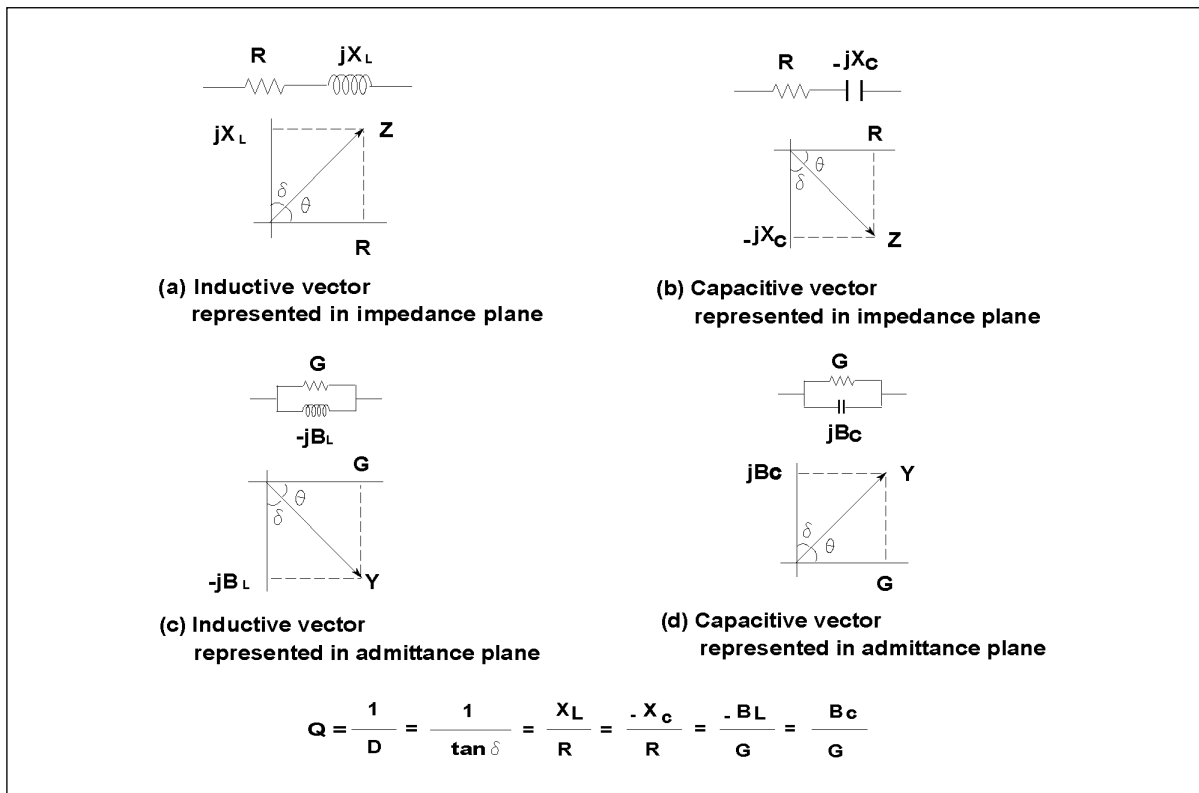 R jXL
jXL Z
δ
θ
R
(a) Inductive vector
represented in impedance plane
R -jXC
R
θ
δ
-jXC Z
(b) Capacitive vector
represented in impedance plane
G
-jBL
G
θ
δ
-jBL Y
(c) Inductive vector
represented in admittance plane
G
jBC
jBC Y
δ
θ
G
(d) Capacitive vector
represented in admittance plane
Q = 1/D = 1/tan δ = XL/R = -Xc/R = -BL/G = Bc/G